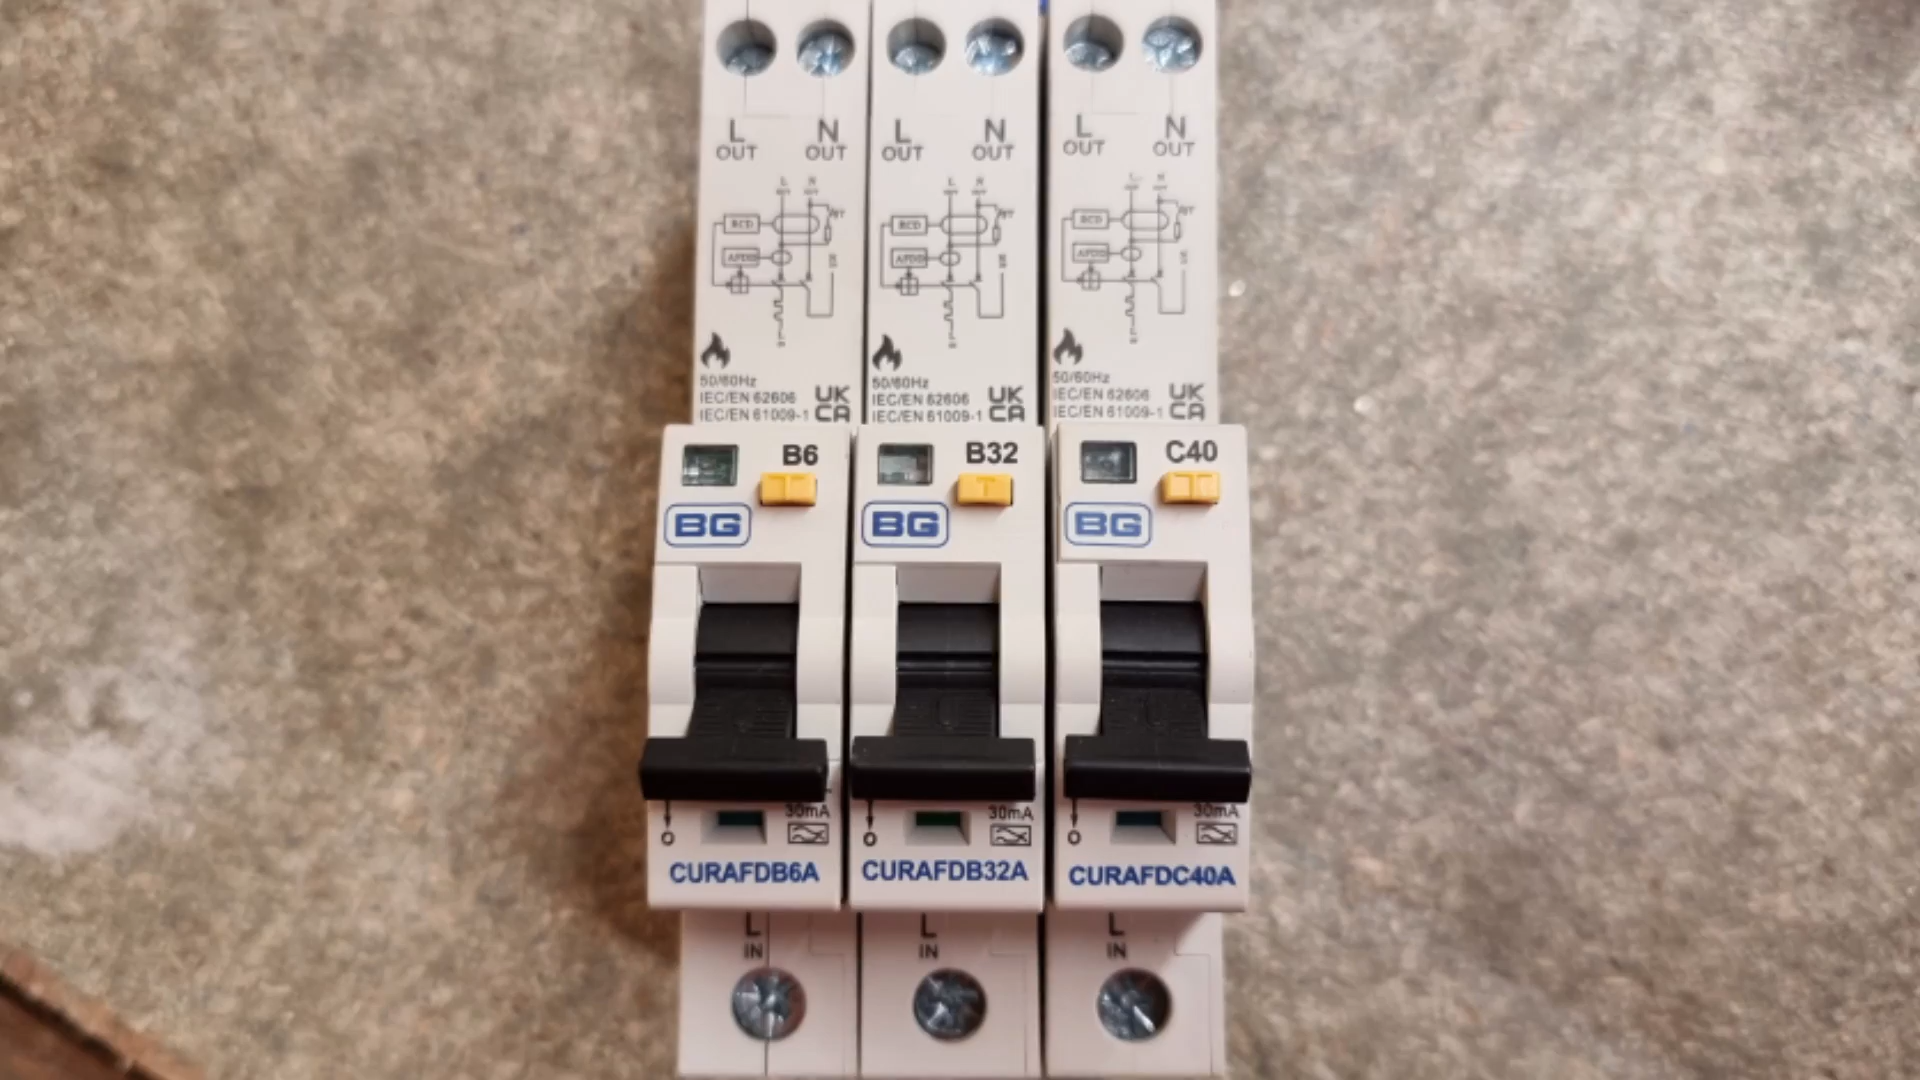 L N L N L N
OUT OUT OUT OUT OUT OUT
L N L N L N
RCD RCD RCD
AFDD AFDD AFDD
50/60Hz
IEC/EN 62606
IEC/EN 61009-1
UK
CA
50/60Hz
IEC/EN 62606
IEC/EN 61009-1
UK
CA
50/60Hz
IEC/EN 62606
IEC/EN 61009-1
UK
CA
B6
T
BG
B32
T
BG
C40
T
BG
30mA
O
CURAFDB6A
30mA
O
CURAFDB32A
30mA
O
CURAFDC40A
L L L
IN IN IN